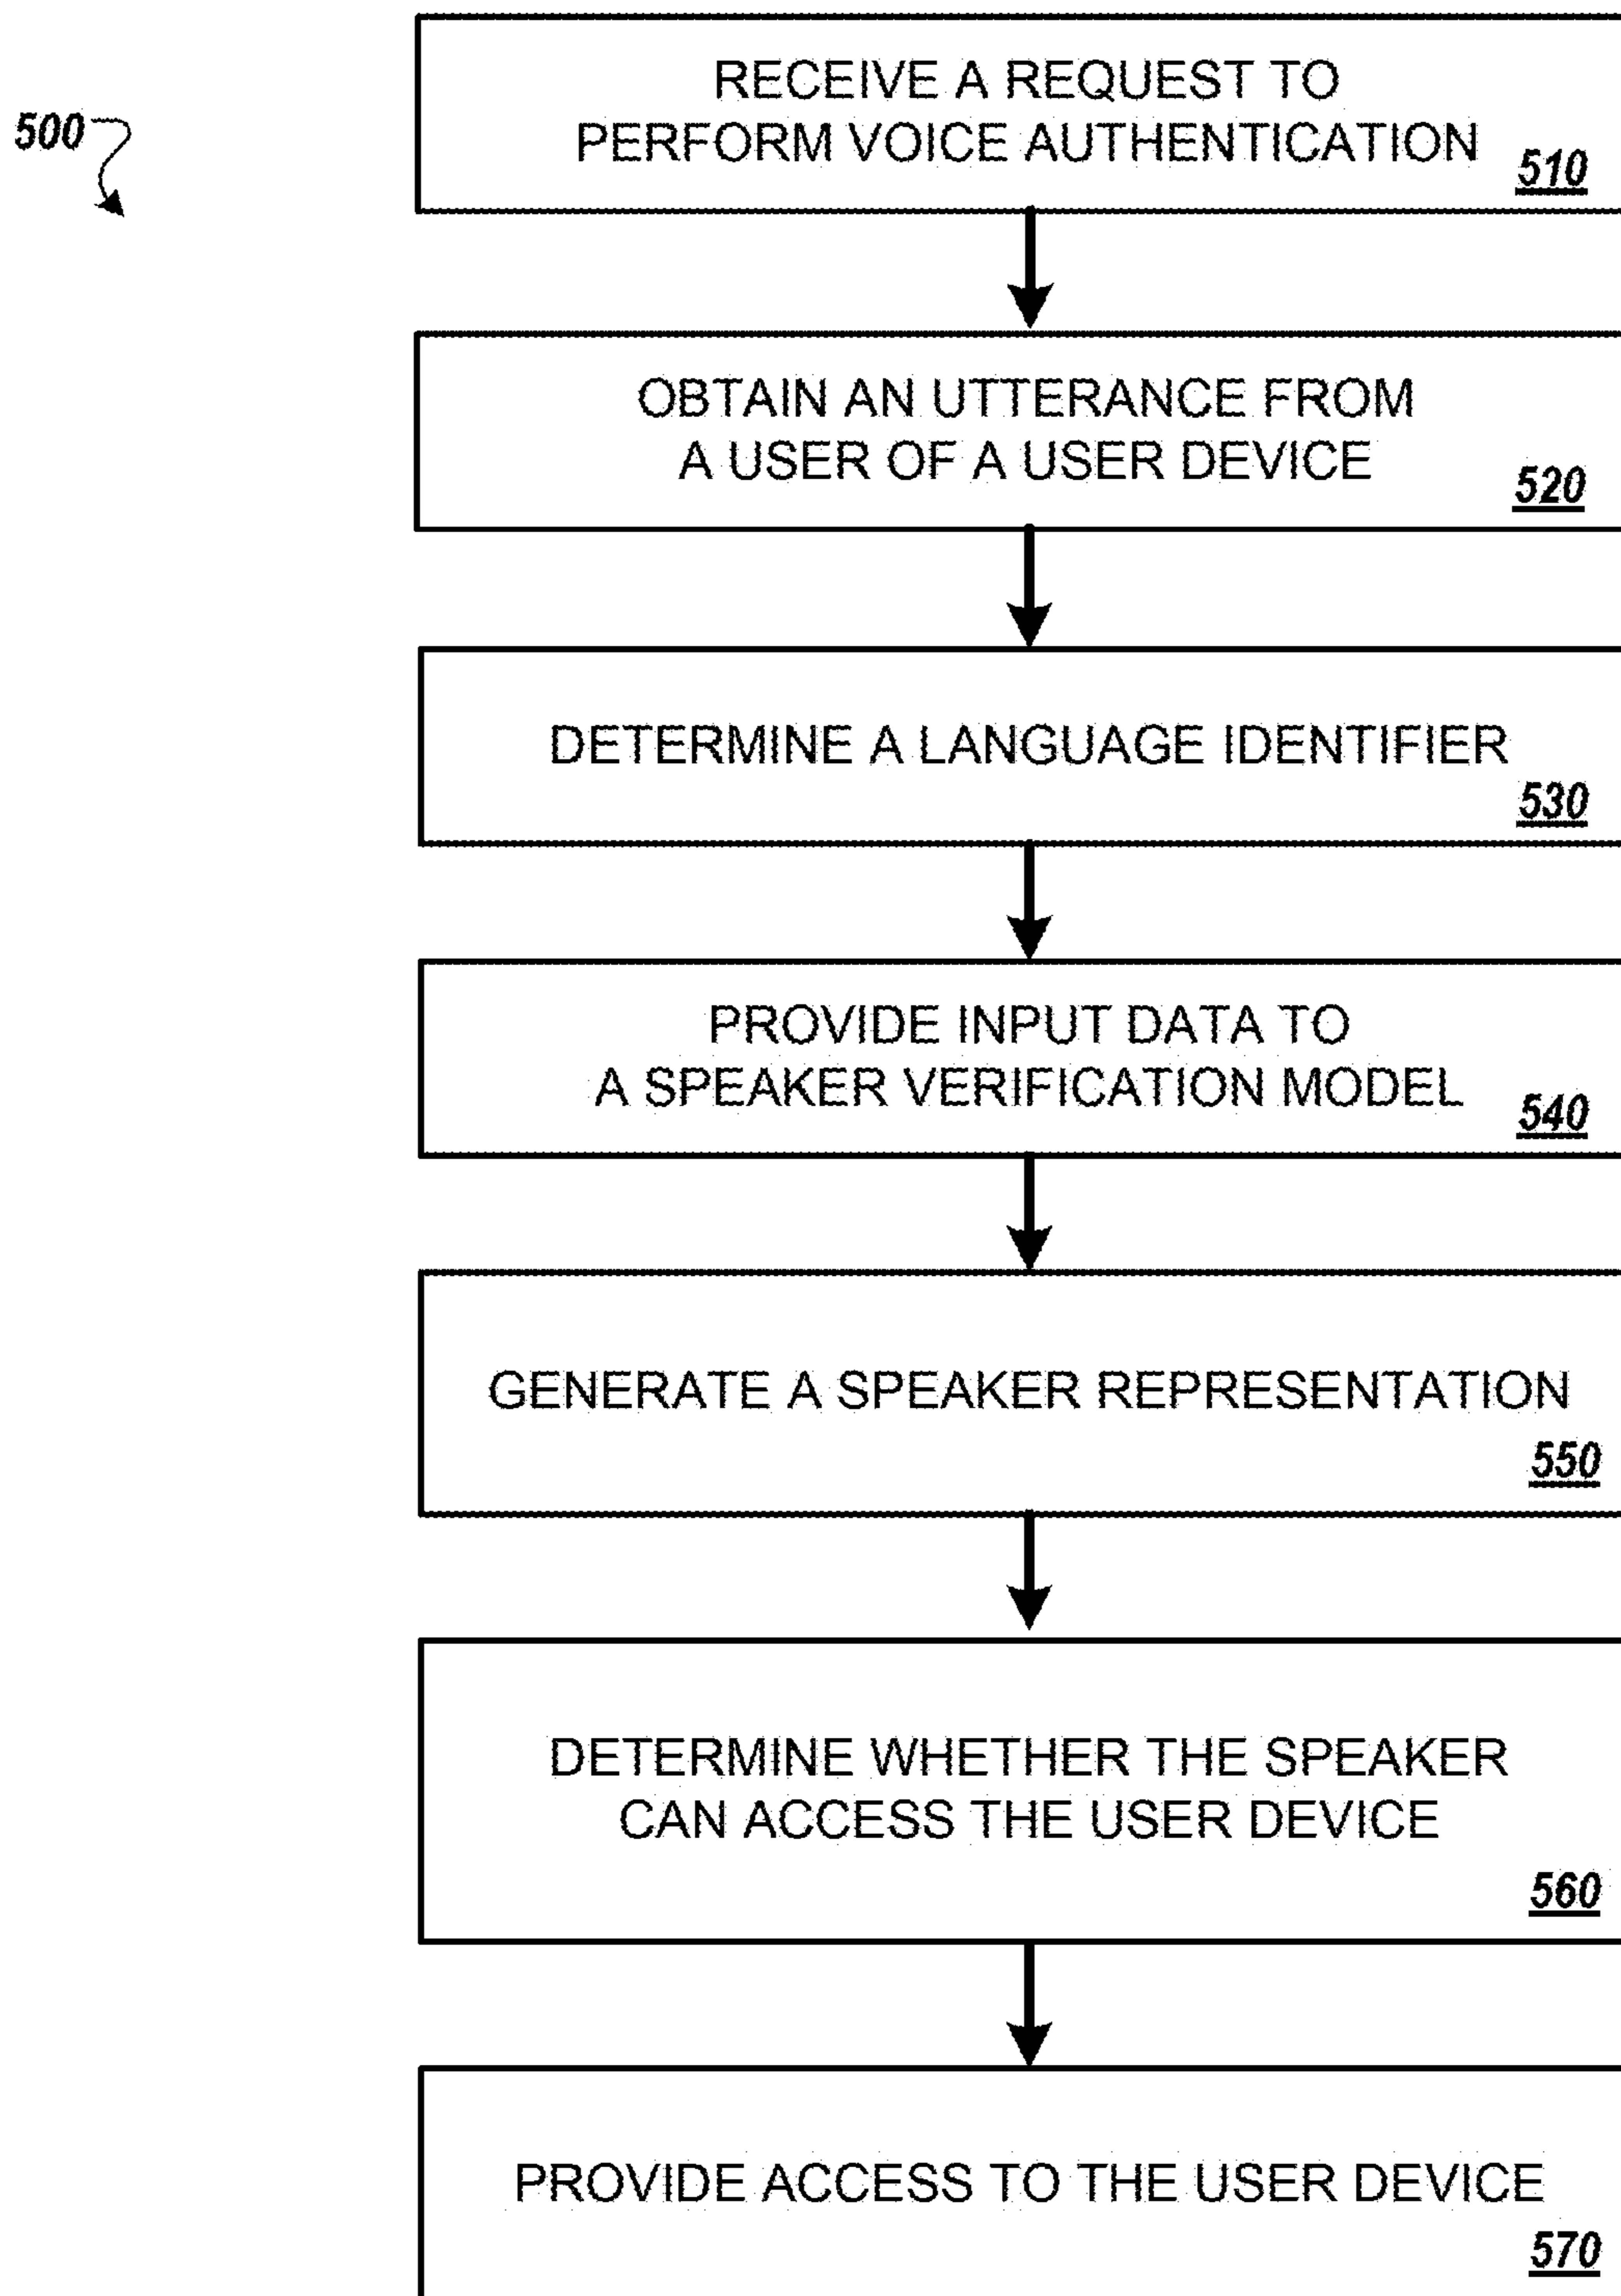 500
RECEIVE A REQUEST TO
PERFORM VOICE AUTHENTICATION
510
OBTAIN AN UTTERANCE FROM
A USER OF A USER DEVICE
520
DETERMINE A LANGUAGE IDENTIFIER
530
PROVIDE INPUT DATA TO
A SPEAKER VERIFICATION MODEL
540
GENERATE A SPEAKER REPRESENTATION
550
DETERMINE WHETHER THE SPEAKER
CAN ACCESS THE USER DEVICE
560
PROVIDE ACCESS TO THE USER DEVICE
570